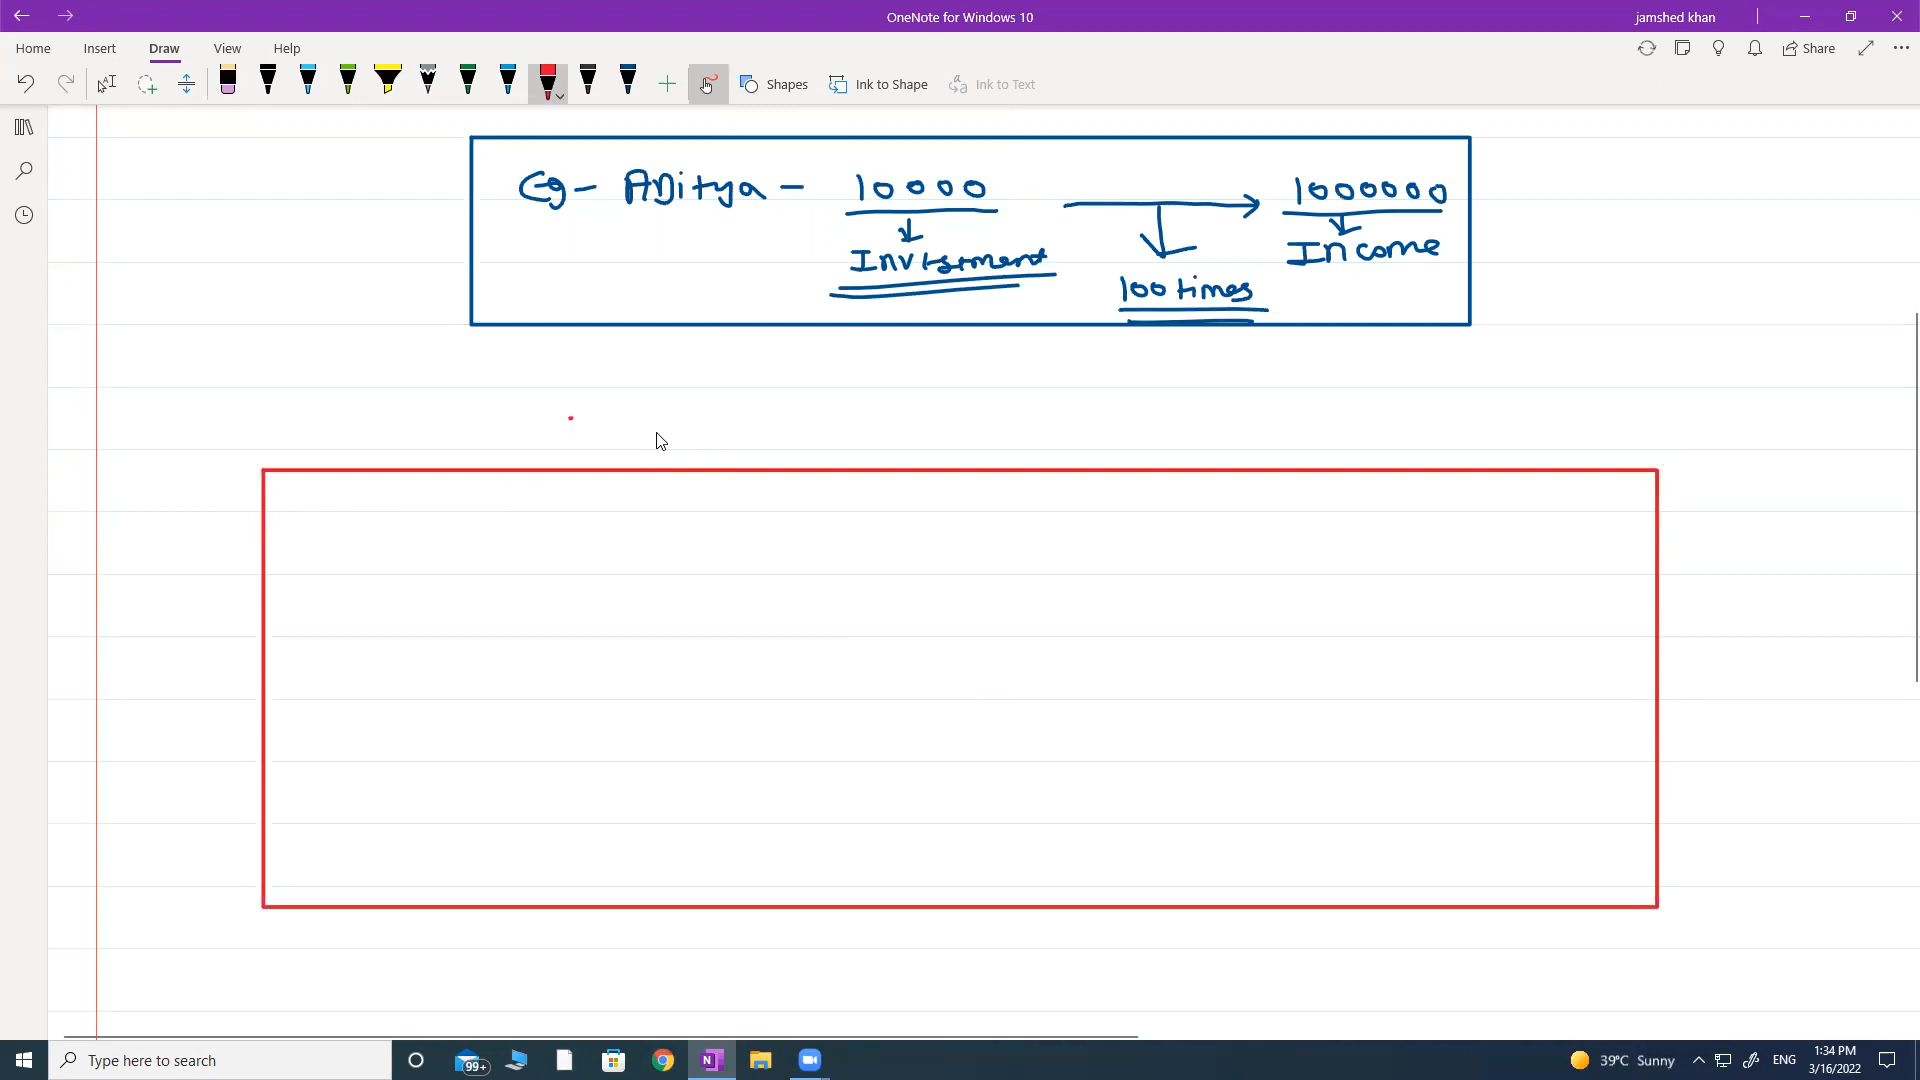 OneNote for Windows 10
jamshed khan
Home Insert Draw View Help
Share
Shapes Ink to Shape Ink to Text
Eg - ADitya - 10000 1000000
Income
100 times
Type here to search
99+
N
39°C Sunny
ENG
1:34 PM
3/16/2022